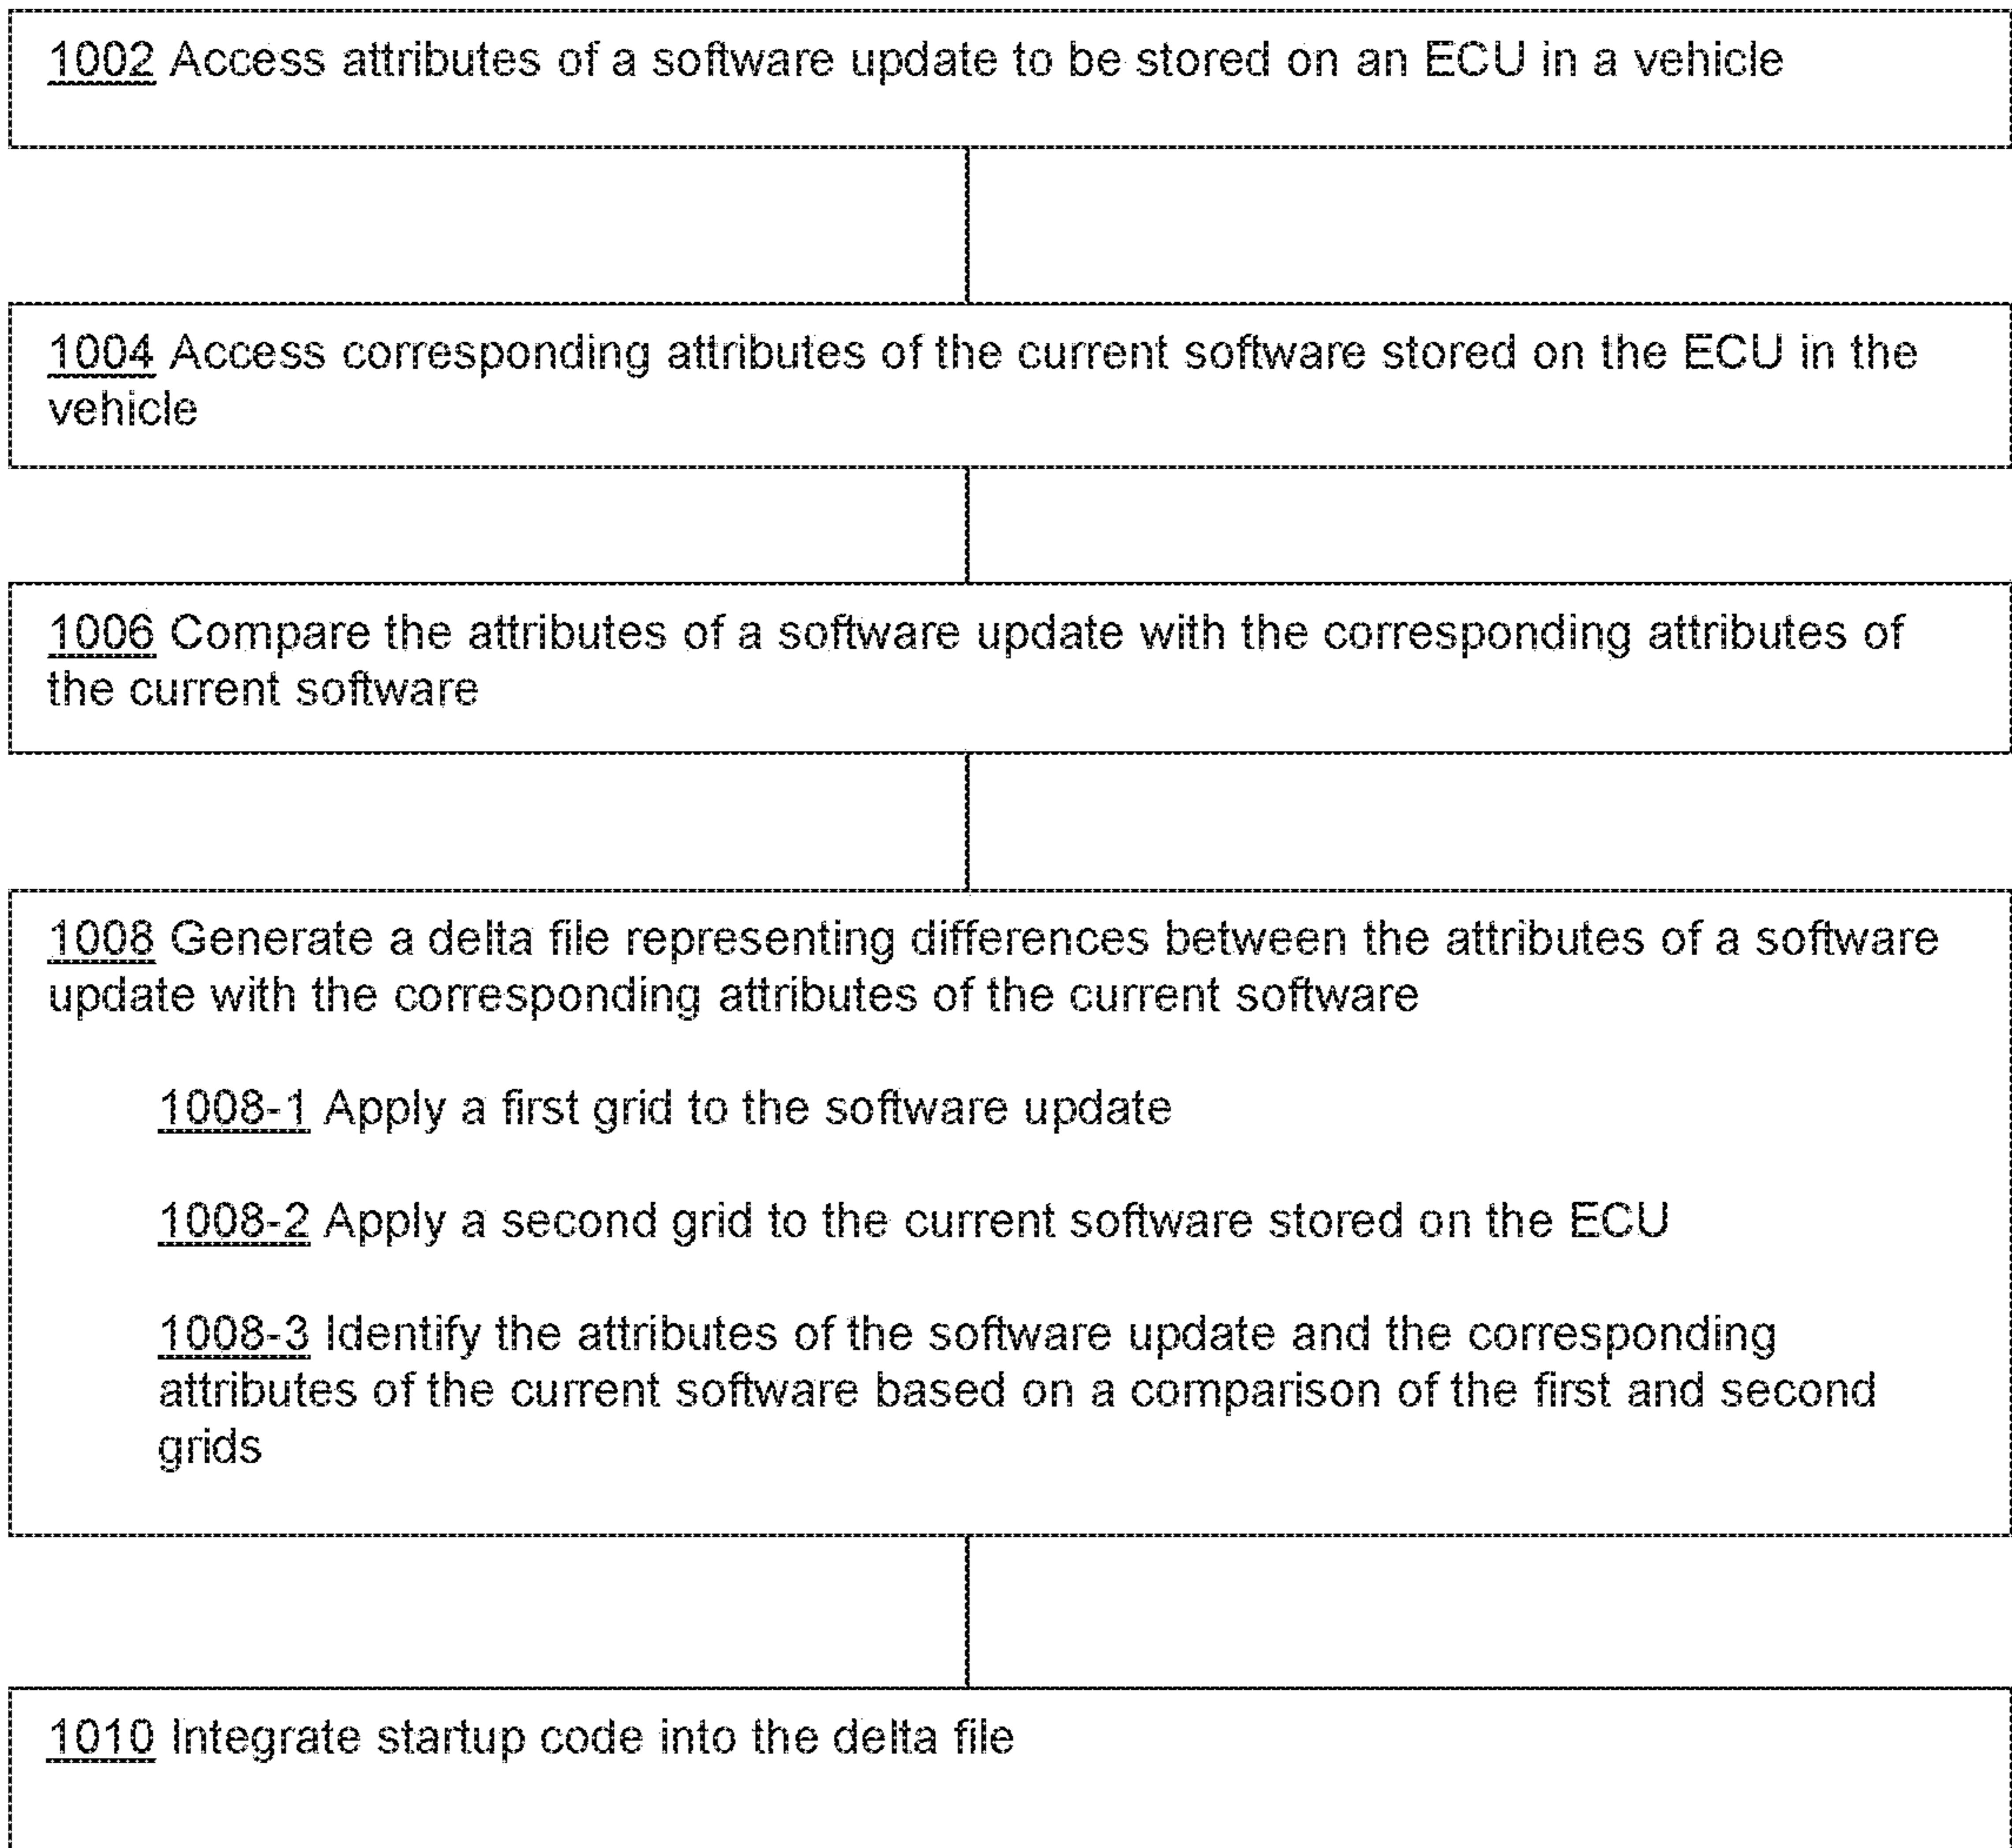 1002 Access attributes of a software update to be stored on an ECU in a vehicle
1004 Access corresponding attributes of the current software stored on the ECU in the
vehicle
1006 Compare the attributes of a software update with the corresponding attributes of
the current software
1008 Generate a delta file representing differences between the attributes of a software
update with the corresponding attributes of the current software
1008-1 Apply a first grid to the software update
1008-2 Apply a second grid to the current software stored on the ECU
1008-3 Identify the attributes of the software update and the corresponding
attributes of the current software based on a comparison of the first and second
grids
1010 Integrate startup code into the delta file